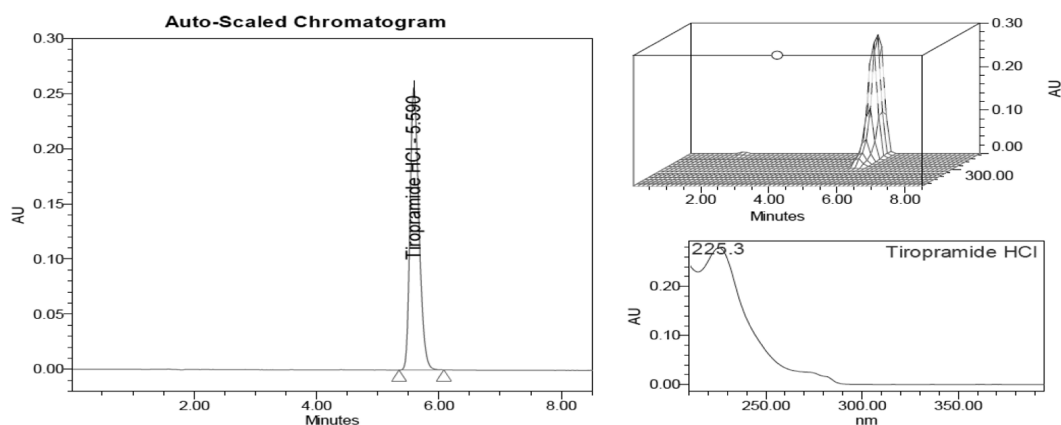 Auto-Scaled Chromatogram
0.30
0.25
0.20
0.15
0.10
0.05
0.00
AU
Tiropramide HCl - 5.590
2.00 4.00 6.00 8.00
Minutes
0.30
0.20
0.10
0.00
AU
300.00
2.00 4.00 6.00 8.00
Minutes
225.3 Tiropramide HCl
0.20
0.10
0.00
AU
250.00 300.00 350.00
nm